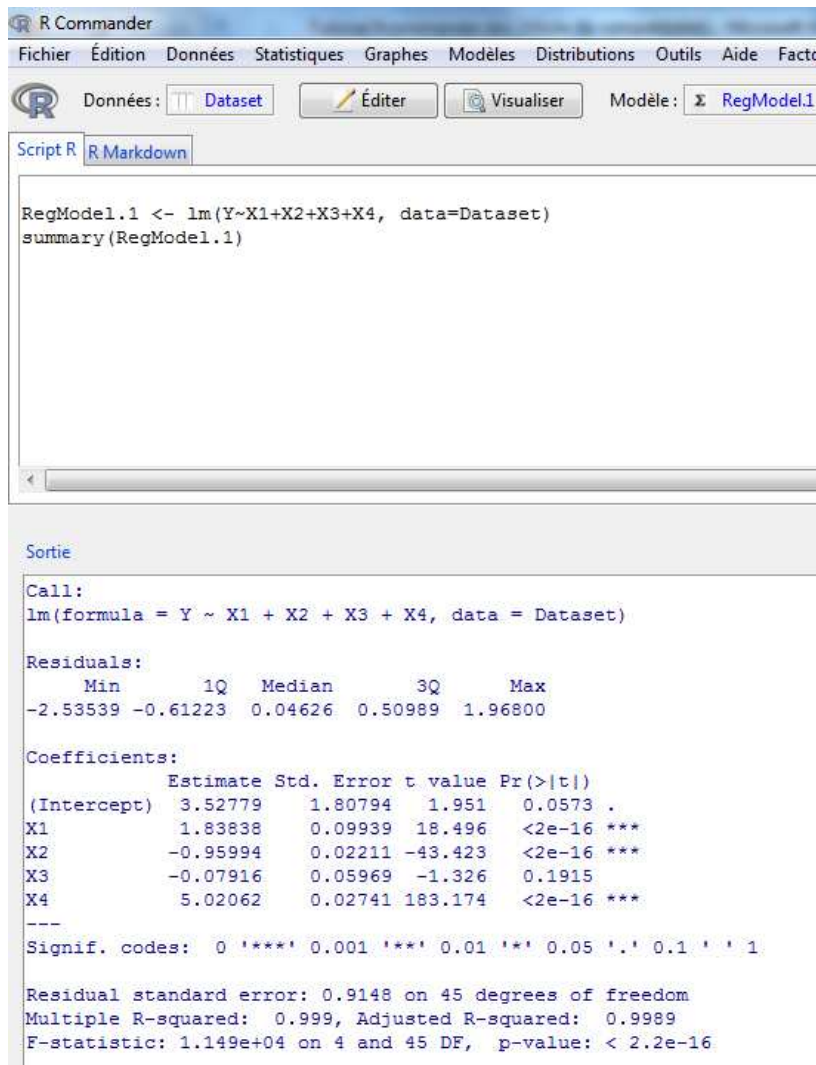 R Commander
Fichier Édition Données Statistiques Graphes Modèles Distributions Outils Aide Facto
R Données : Dataset Éditer Visualiser Modèle : Σ RegModel.1
Script R R Markdown
RegModel.1 <- lm(Y~X1+X2+X3+X4, data=Dataset)
summary(RegModel.1)
Sortie
Call:
lm(formula = Y ~ X1 + X2 + X3 + X4, data = Dataset)
Residuals:
Min 1Q Median 3Q Max
-2.53539 -0.61223 0.04626 0.50989 1.96800
Coefficients:
Estimate Std. Error t value Pr(>|t|)
(Intercept) 3.52779 1.80794 1.951 0.0573 .
X1 1.83838 0.09939 18.496 <2e-16 ***
X2 -0.95994 0.02211 -43.423 <2e-16 ***
X3 -0.07916 0.05969 -1.326 0.1915
X4 5.02062 0.02741 183.174 <2e-16 ***
---
Signif. codes: 0 '***' 0.001 '**' 0.01 '*' 0.05 '.' 0.1 ' ' 1
Residual standard error: 0.9148 on 45 degrees of freedom
Multiple R-squared: 0.999, Adjusted R-squared: 0.9989
F-statistic: 1.149e+04 on 4 and 45 DF, p-value: < 2.2e-16